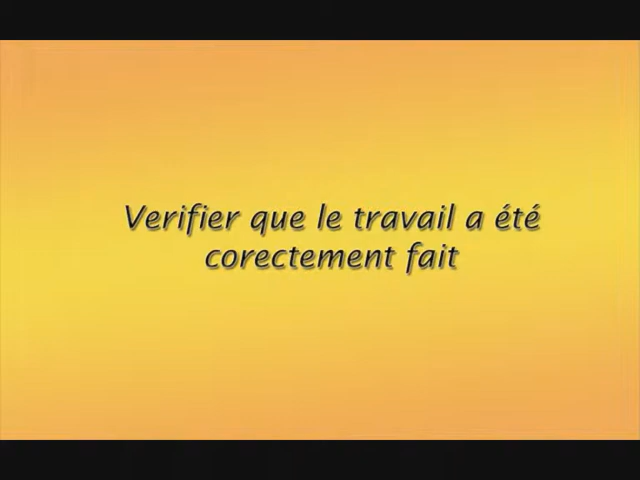 Verifier que le travail a été
corectement fait